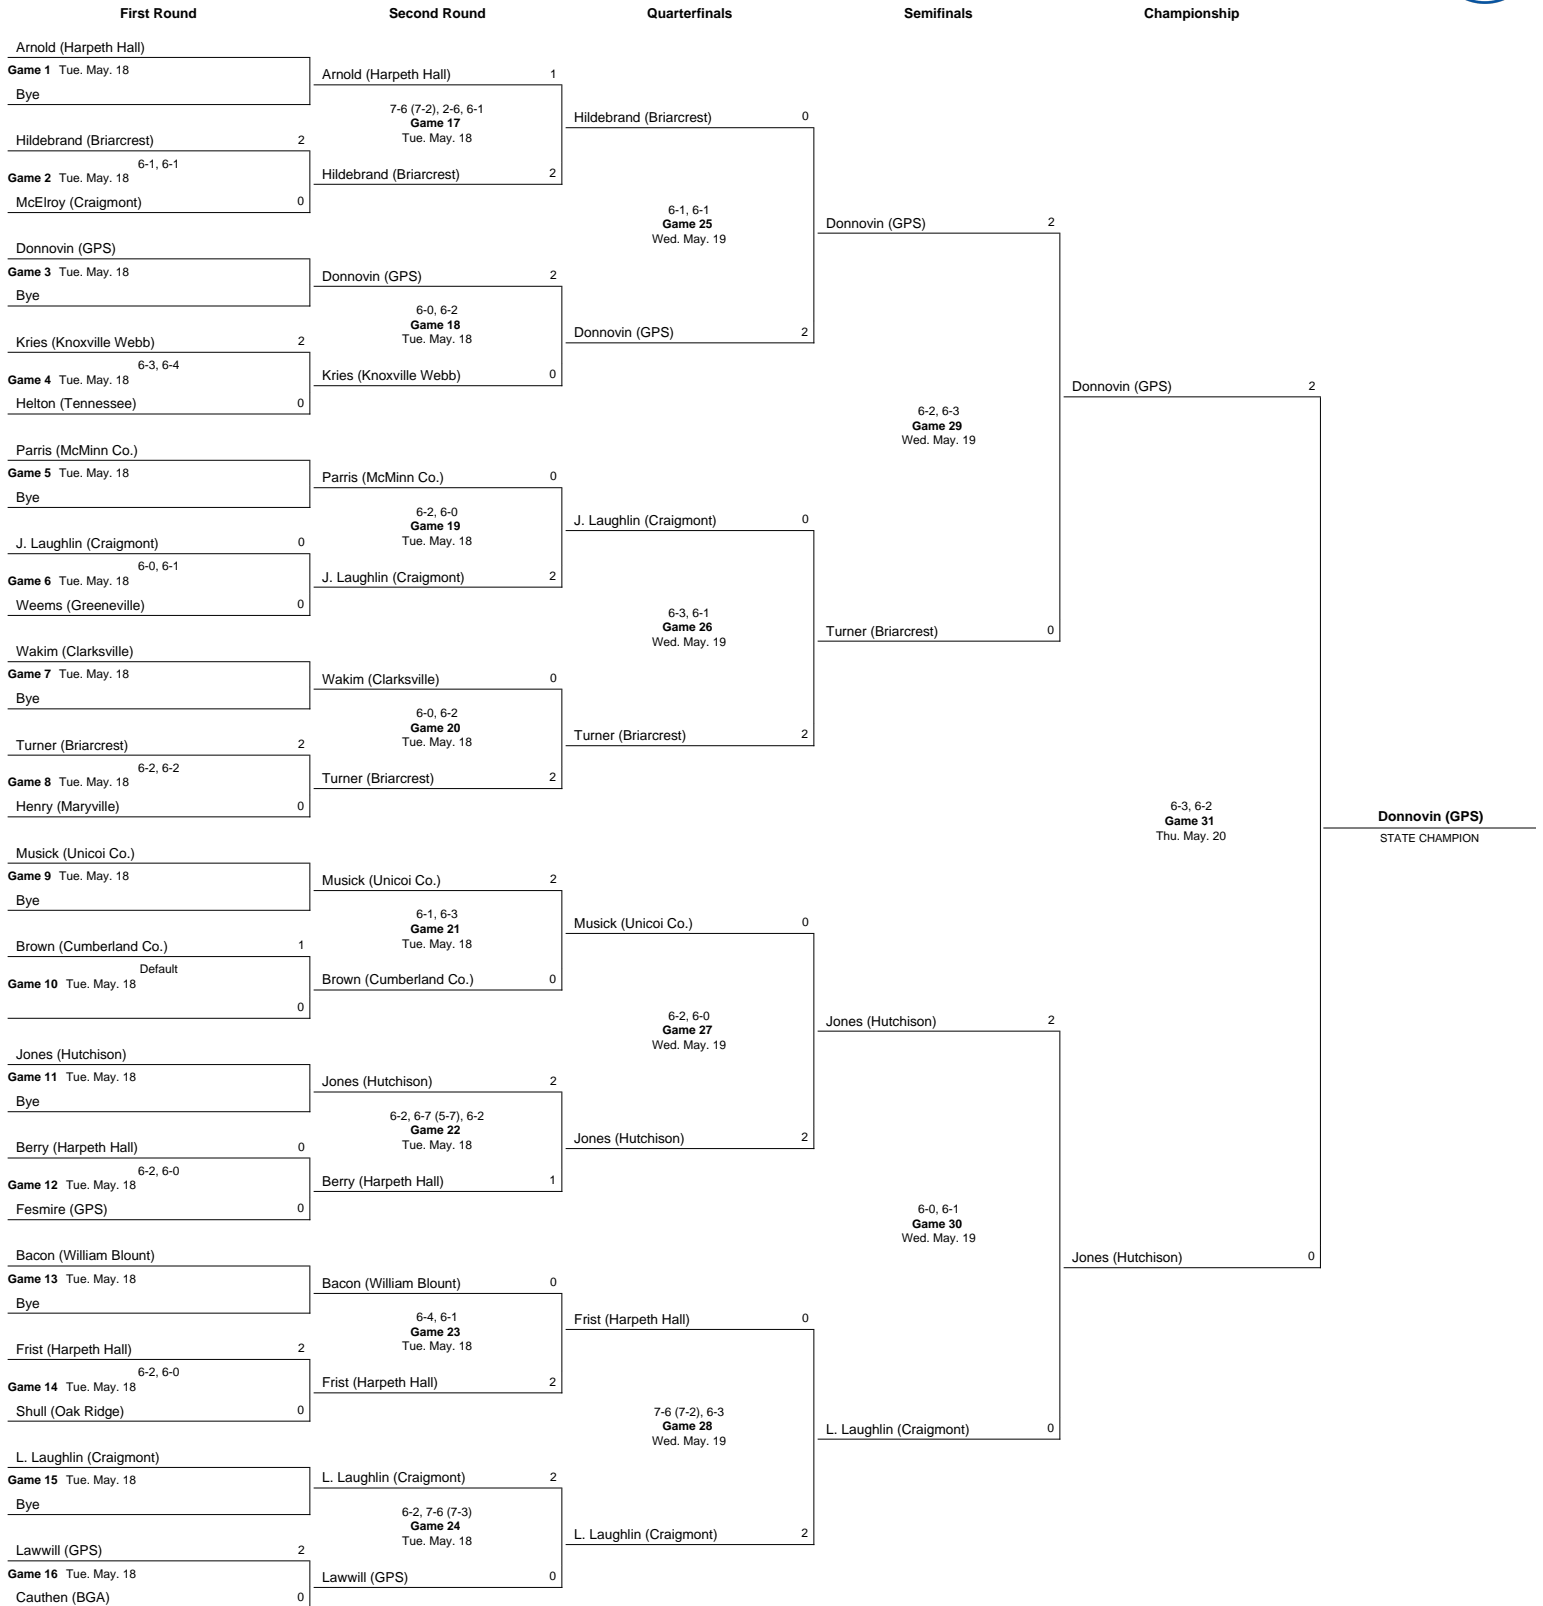 First Round
Second Round
Quarterfinals
Semifinals
Championship
Arnold (Harpeth Hall)
Game 1 Tue. May. 18
Bye
Hildebrand (Briarcrest) 2
6-1, 6-1
Game 2 Tue. May. 18
McElroy (Craigmont) 0
Donnovin (GPS)
Game 3 Tue. May. 18
Bye
Kries (Knoxville Webb) 2
6-3, 6-4
Game 4 Tue. May. 18
Helton (Tennessee) 0
Parris (McMinn Co.)
Game 5 Tue. May. 18
Bye
J. Laughlin (Craigmont) 0
6-0, 6-1
Game 6 Tue. May. 18
Weems (Greeneville) 0
Wakim (Clarksville)
Game 7 Tue. May. 18
Bye
Turner (Briarcrest) 2
6-2, 6-2
Game 8 Tue. May. 18
Henry (Maryville) 0
Musick (Unicoi Co.)
Game 9 Tue. May. 18
Bye
Brown (Cumberland Co.) 1
Default
Game 10 Tue. May. 18
0
Jones (Hutchison)
Game 11 Tue. May. 18
Bye
Berry (Harpeth Hall) 0
6-2, 6-0
Game 12 Tue. May. 18
Fesmire (GPS) 0
Bacon (William Blount)
Game 13 Tue. May. 18
Bye
Frist (Harpeth Hall) 2
6-2, 6-0
Game 14 Tue. May. 18
Shull (Oak Ridge) 0
L. Laughlin (Craigmont)
Game 15 Tue. May. 18
Bye
Lawwill (GPS) 2
Game 16 Tue. May. 18
Cauthen (BGA) 0
Arnold (Harpeth Hall) 1
7-6 (7-2), 2-6, 6-1
Game 17
Tue. May. 18
Hildebrand (Briarcrest) 2
Donnovin (GPS) 2
6-0, 6-2
Game 18
Tue. May. 18
Kries (Knoxville Webb) 0
Parris (McMinn Co.) 0
6-2, 6-0
Game 19
Tue. May. 18
J. Laughlin (Craigmont) 2
Wakim (Clarksville) 0
6-0, 6-2
Game 20
Tue. May. 18
Turner (Briarcrest) 2
Musick (Unicoi Co.) 2
6-1, 6-3
Game 21
Tue. May. 18
Brown (Cumberland Co.) 0
Jones (Hutchison) 2
6-2, 6-7 (5-7), 6-2
Game 22
Tue. May. 18
Berry (Harpeth Hall) 1
Bacon (William Blount) 0
6-4, 6-1
Game 23
Tue. May. 18
Frist (Harpeth Hall) 2
L. Laughlin (Craigmont) 2
6-2, 7-6 (7-3)
Game 24
Tue. May. 18
Lawwill (GPS) 0
Hildebrand (Briarcrest) 0
6-1, 6-1
Game 25
Wed. May. 19
Donnovin (GPS) 2
J. Laughlin (Craigmont) 0
6-3, 6-1
Game 26
Wed. May. 19
Turner (Briarcrest) 2
Musick (Unicoi Co.) 0
6-2, 6-0
Game 27
Wed. May. 19
Jones (Hutchison) 2
Frist (Harpeth Hall) 0
7-6 (7-2), 6-3
Game 28
Wed. May. 19
L. Laughlin (Craigmont) 2
Donnovin (GPS) 2
6-2, 6-3
Game 29
Wed. May. 19
Turner (Briarcrest) 0
Jones (Hutchison) 2
6-0, 6-1
Game 30
Wed. May. 19
L. Laughlin (Craigmont) 0
Donnovin (GPS) 2
6-3, 6-2
Game 31
Thu. May. 20
Jones (Hutchison) 0
Donnovin (GPS)
STATE CHAMPION